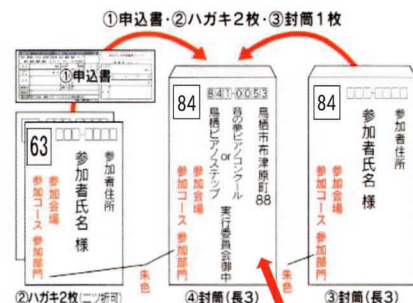 ①申込書・②ハガキ2枚・③封筒1枚
①申込書
63
参加者住所
参加者氏名 様
参加会場
参加コース 参加部門
②ハガキ2枚(二ツ折可)
朱色
84
841-0053
鳥栖市布津原町88
音の夢ピアノコンクール
or
鳥栖ピアノステップ
実行委員会御中
参加会場
参加コース 参加部門
④封筒(長3)
朱色
84
参加者住所
参加者氏名 様
参加会場
参加コース 参加部門
③封筒(長3)